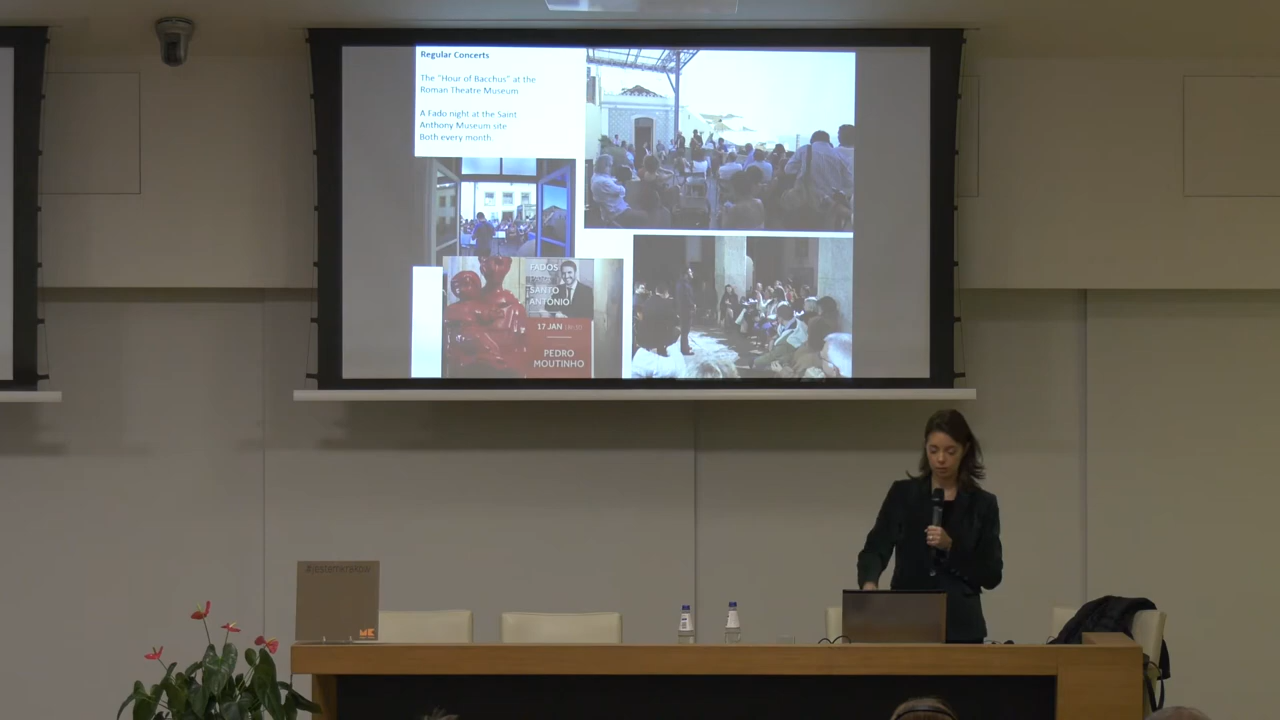 Regular Concerts
The "Hour of Bacchus" at the
Roman Theatre Museum
A Fado night at the Saint
Anthony Museum site
Both every month.
FADOS
SANTO
ANTÓNIO
17 JAN
PEDRO
MOUTINHO
MK